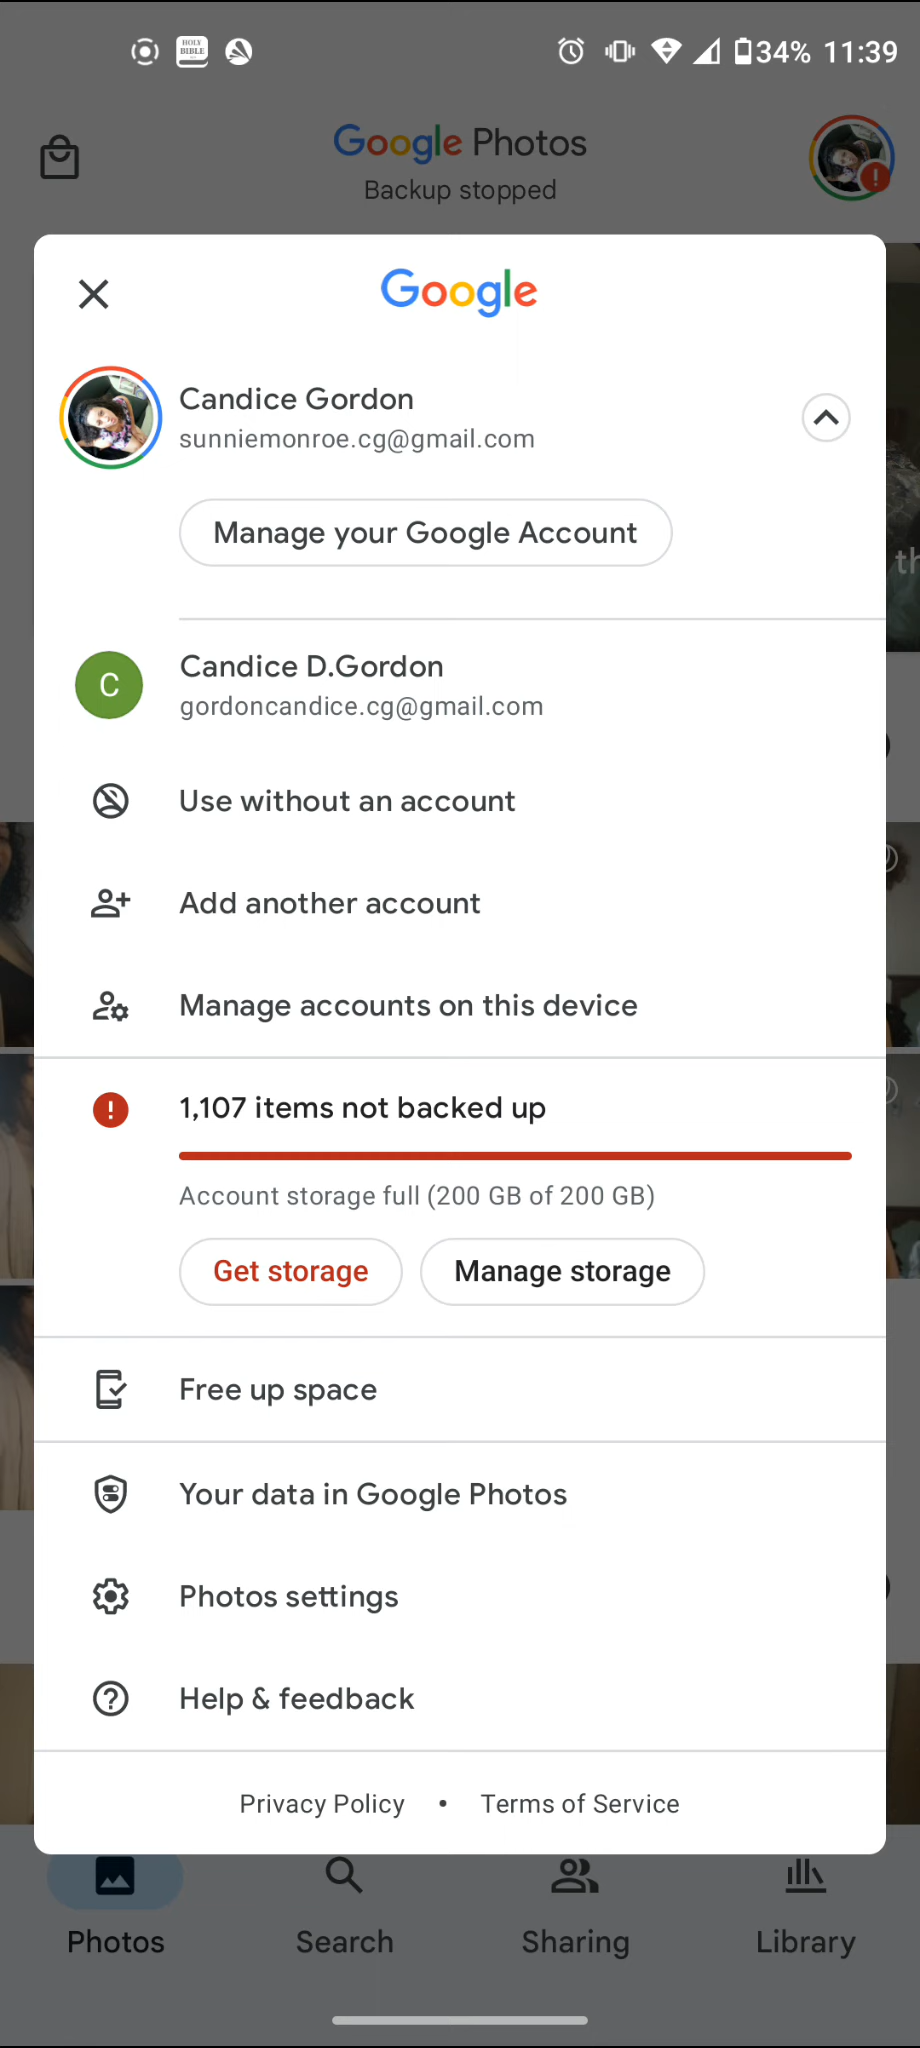 HOLY
BIBLE
34% 11:39
Google Photos
Backup stopped
Google
Candice Gordon
sunniemonroe.cg@gmail.com
Manage your Google Account
th
C
Candice D.Gordon
gordoncandice.cg@gmail.com
Use without an account
Add another account
Manage accounts on this device
1,107 items not backed up
Account storage full (200 GB of 200 GB)
Get storage
Manage storage
Free up space
Your data in Google Photos
Photos settings
Help & feedback
Privacy Policy • Terms of Service
Photos
Search
Sharing
Library